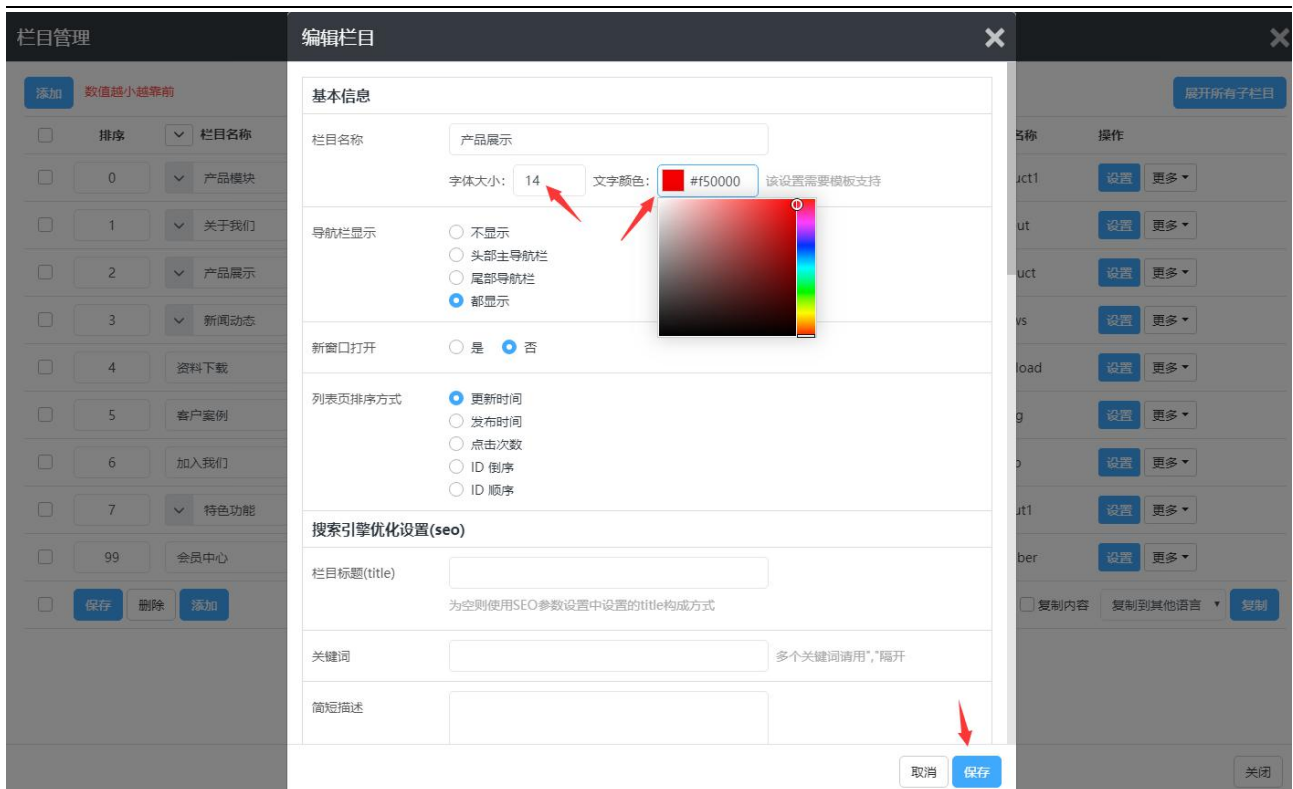 栏目管理
编辑栏目
添加 数值越小越靠前
展开所有子栏目
基本信息
排序 栏目名称
名称 操作
栏目名称 产品展示
0 产品模块
uct1 设置 更多
字体大小: 14 文字颜色: #f50000 该设置需要模板支持
1 关于我们
ut 设置 更多
导航栏显示 不显示
头部主导航栏
尾部导航栏
都显示
2 产品展示
uct 设置 更多
3 新闻动态
vs 设置 更多
新窗口打开 是 否
4 资料下载
load 设置 更多
列表页排序方式 更新时间
发布时间
点击次数
ID 倒序
ID 顺序
5 客户案例
g 设置 更多
6 加入我们
设置 更多
7 特色功能
ut1 设置 更多
搜索引擎优化设置(seo)
99 会员中心
ber 设置 更多
栏目标题(title)
为空则使用SEO参数设置中设置的title构成方式
保存 删除 添加
复制内容 复制到其他语言 复制
关键词 多个关键词请用","隔开
简短描述
取消 保存
关闭